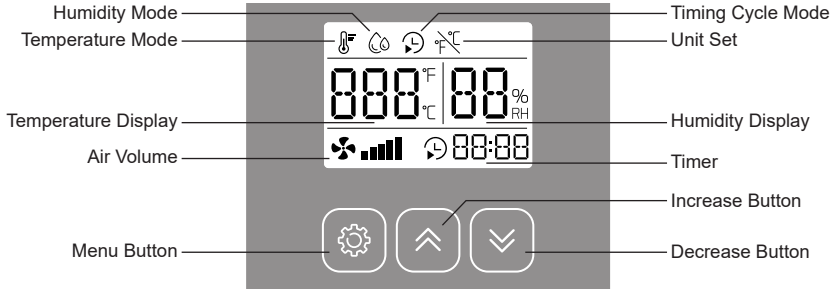 Humidity Mode
Timing Cycle Mode
Temperature Mode
°F °C
Unit Set
888 °F °C
88 % RH
Temperature Display
Humidity Display
Air Volume
88:88
Timer
Increase Button
Menu Button
Decrease Button